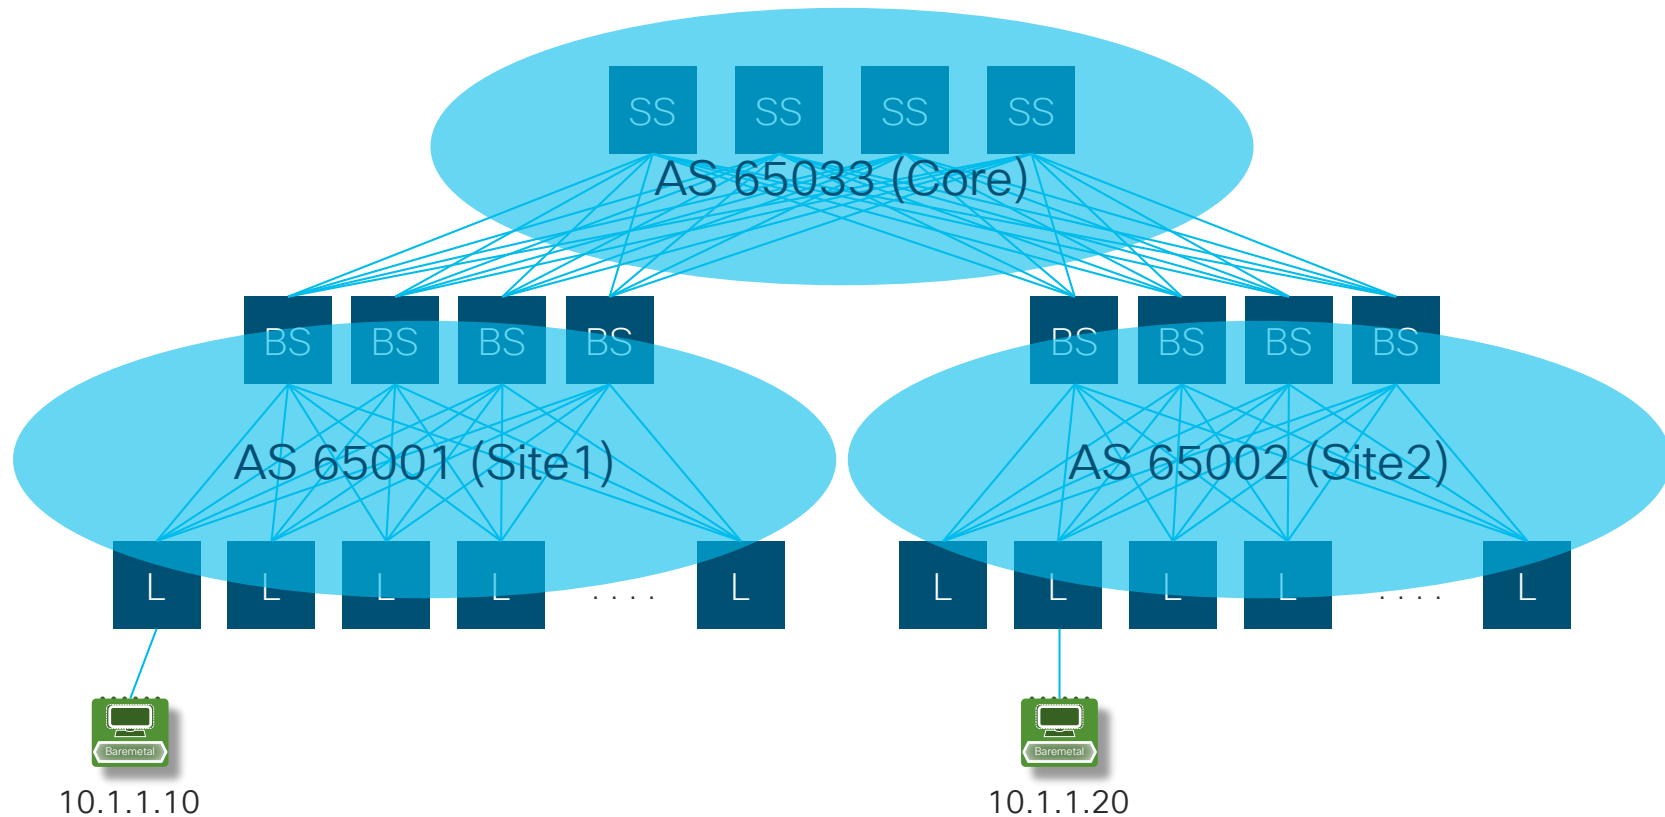 SS SS SS SS
AS 65033 (Core)
BS BS BS BS BS BS BS BS
AS 65001 (Site1) AS 65002 (Site2)
L L L L . . . . L L L L L . . . . L
Baremetal Baremetal
10.1.1.10 10.1.1.20